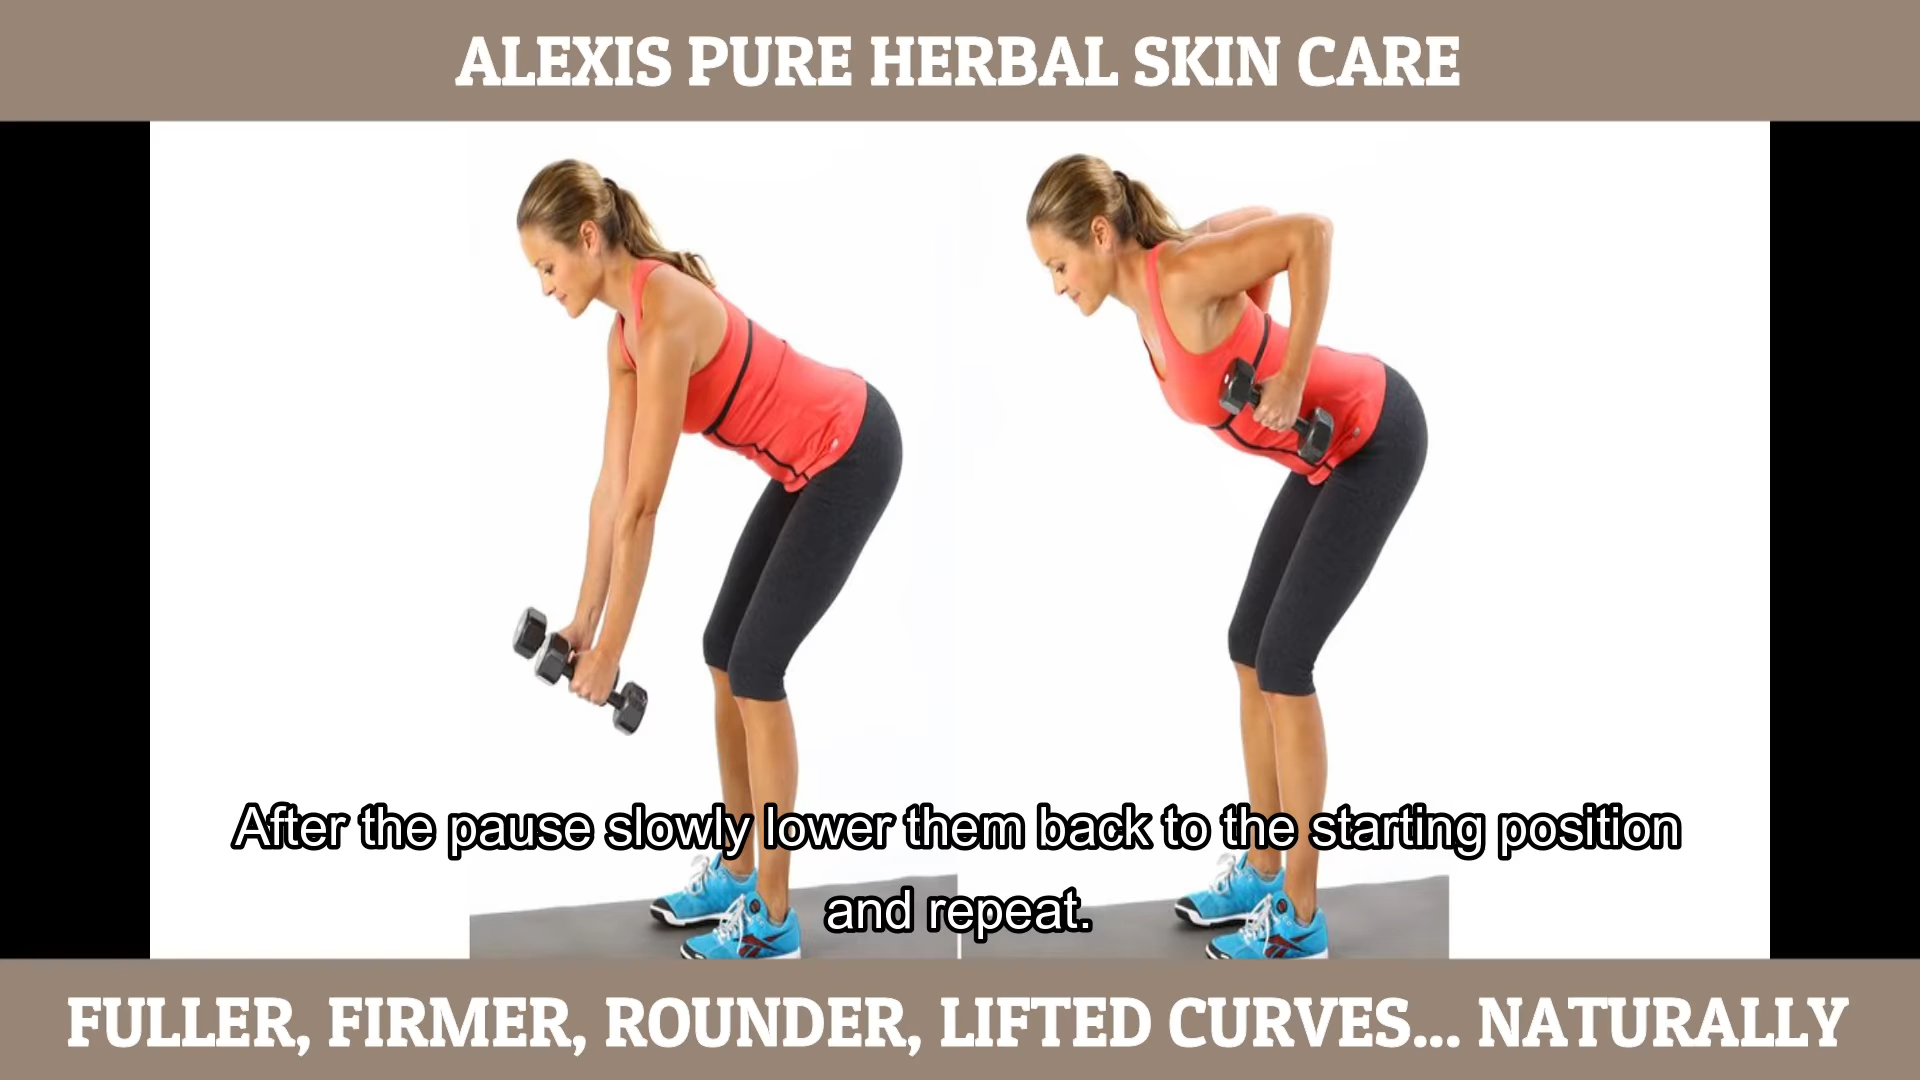 ALEXIS PURE HERBAL SKIN CARE
After the pause slowly lower them back to the starting position
and repeat.
FULLER, FIRMER, ROUNDER, LIFTED CURVES... NATURALLY